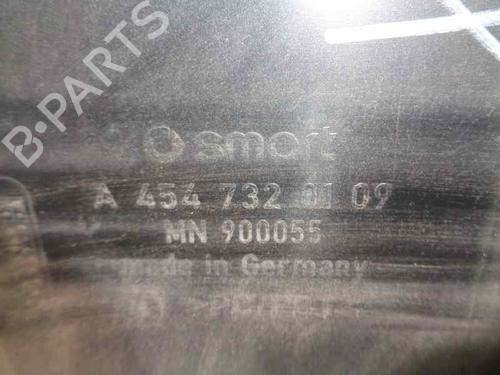 B-PARTS
smart
A 454 732 01 09
MN 900055
made in Germany